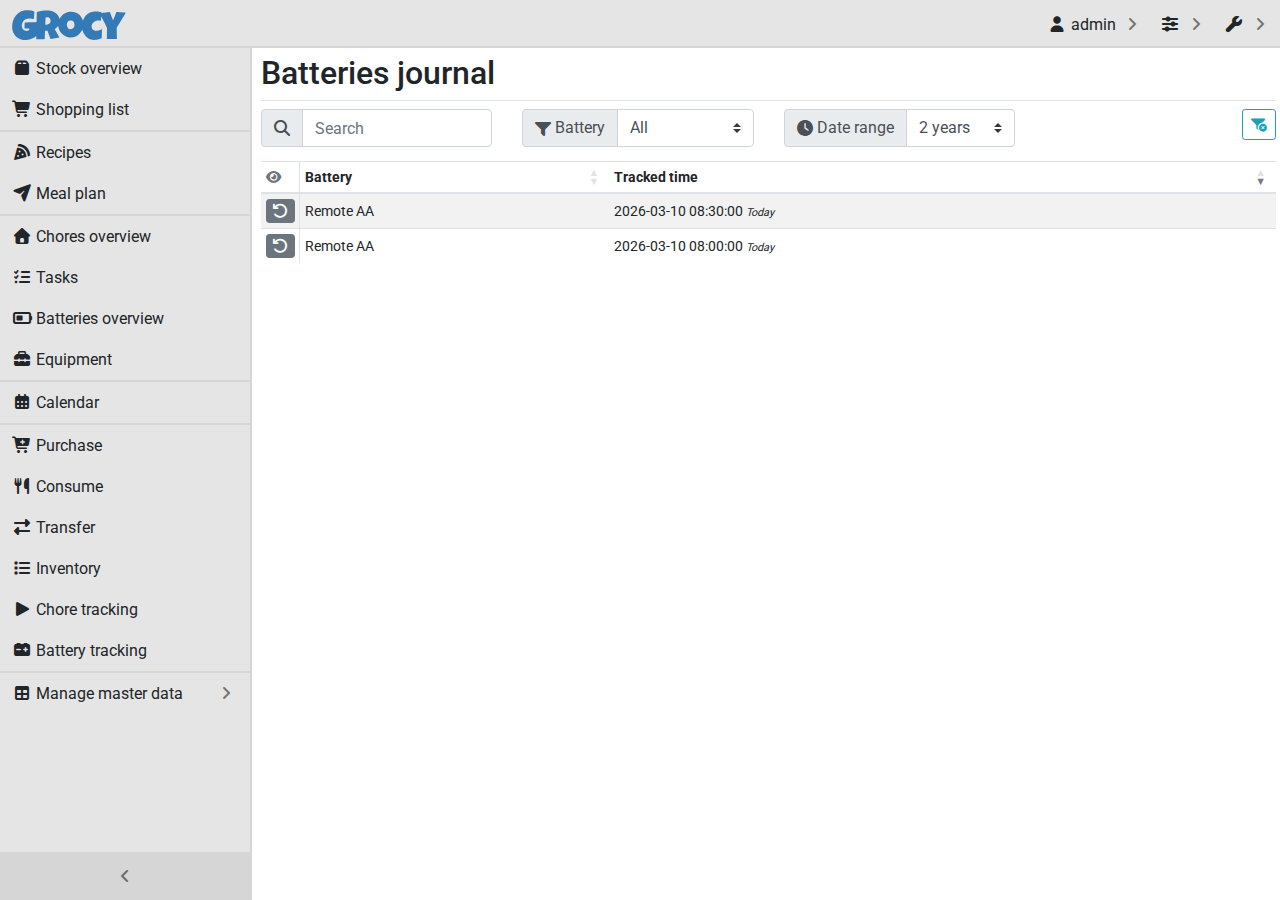 GROCY
admin
Stock overview
Shopping list
Recipes
Meal plan
Chores overview
Tasks
Batteries overview
Equipment
Calendar
Purchase
Consume
Transfer
Inventory
Chore tracking
Battery tracking
Manage master data
Batteries journal
Search
Battery All
Date range 2 years
Battery Tracked time
Remote AA 2026-03-10 08:30:00 Today
Remote AA 2026-03-10 08:00:00 Today